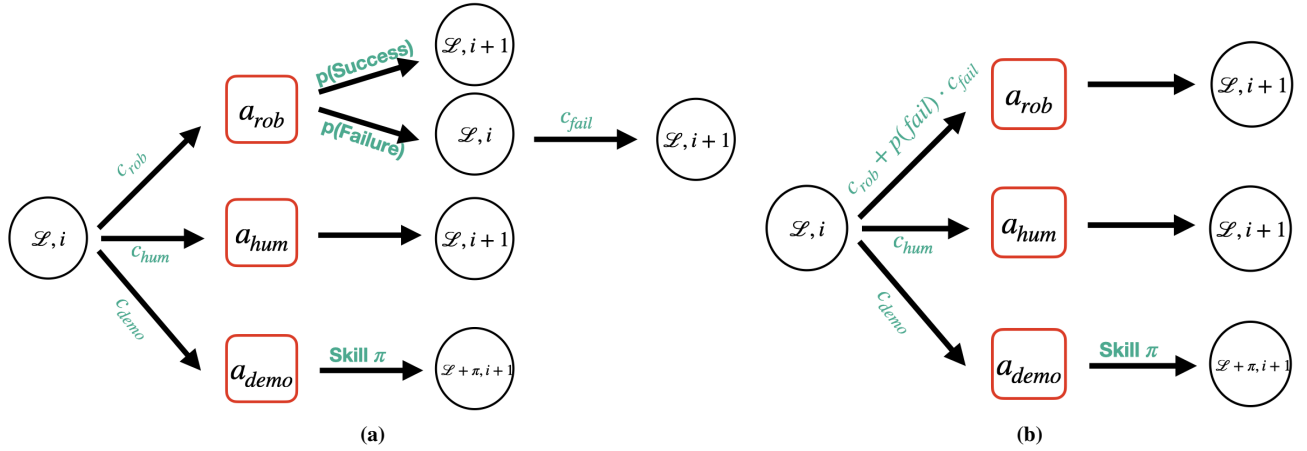 p(Success)
ℒ, i + 1
a_rob
p(Failure)
ℒ, i
c_fail
ℒ, i + 1
c_rob
ℒ, i
c_hum
a_hum
ℒ, i + 1
c_demo
a_demo
Skill π
ℒ + π, i + 1
(a)
c_rob + p(fail) · c_fail
a_rob
ℒ, i + 1
ℒ, i
c_hum
a_hum
ℒ, i + 1
c_demo
a_demo
Skill π
ℒ + π, i + 1
(b)